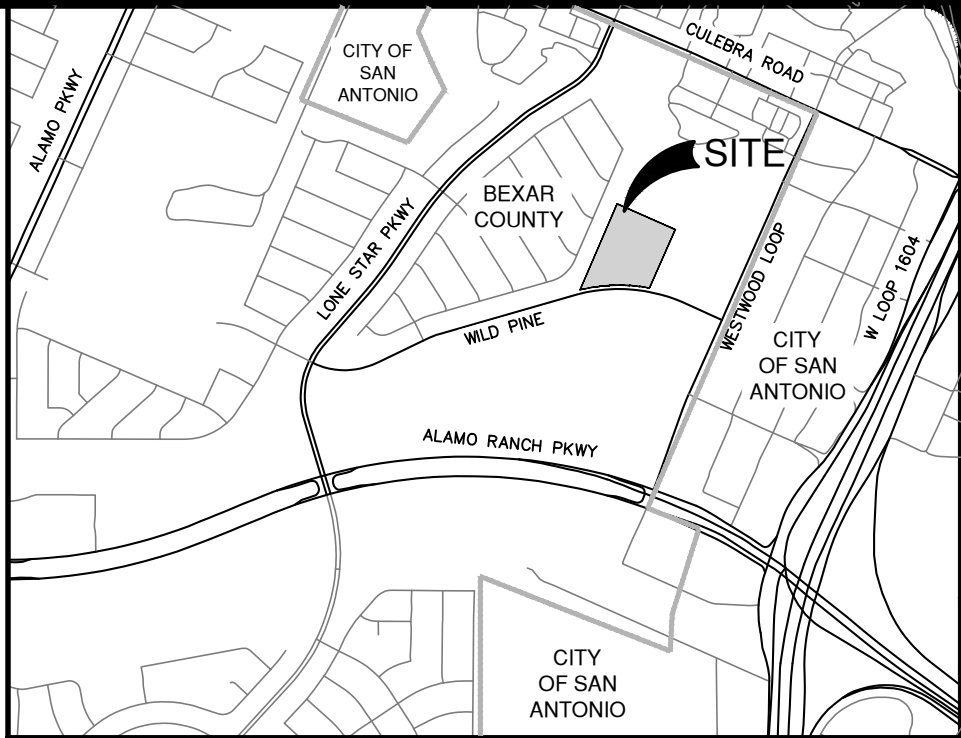 CULEBRA ROAD
CITY OF
SAN
ANTONIO
ALAMO PKWY
SITE
BEXAR
COUNTY
LONE STAR PKWY
WESTWOOD LOOP
W LOOP 1604
WILD PINE
CITY
OF SAN
ANTONIO
ALAMO RANCH PKWY
CITY
OF SAN
ANTONIO